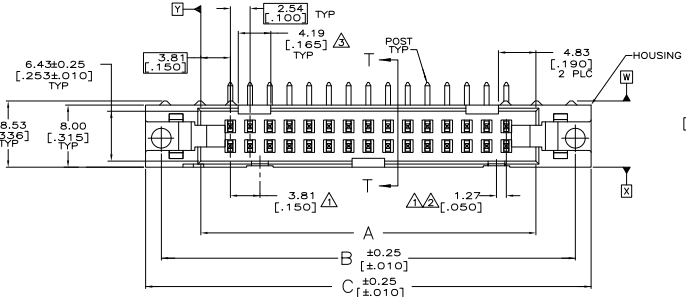 Y
2.54
[.100] TYP
4.19
[.165] 3
TYP
3.81
[.150]
6.43±0.25
[.253±.010]
TYP
T
POST
TYP
4.83
[.190]
2 PLC
HOUSING
W
8.53
.336]
TYP
8.00
[.315]
TYP
[
3.81
[.150] 1
T
1 2
1.27
[.050]
X
A
B ±0.25
[±.010]
C ±0.25
[±.010]